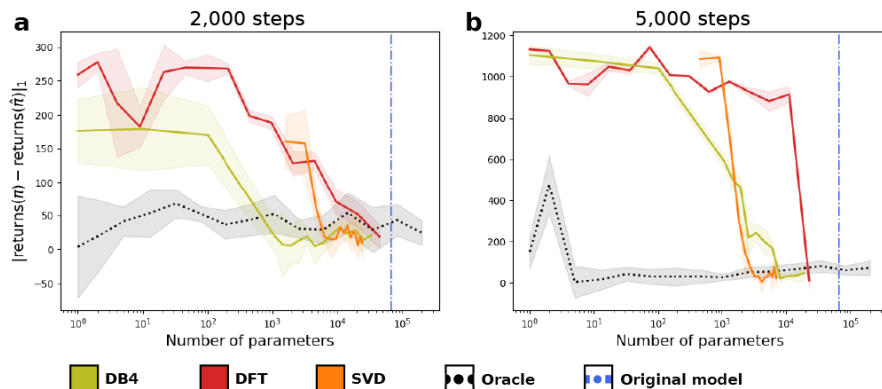 a
2,000 steps
b
5,000 steps
|returns(π) − returns(π̂)|₁
300
250
200
150
100
50
0
−50
10⁰
10¹
10²
10³
10⁴
10⁵
Number of parameters
1200
1000
800
600
400
200
0
10⁰
10¹
10²
10³
10⁴
10⁵
Number of parameters
DB4
DFT
SVD
Oracle
Original model